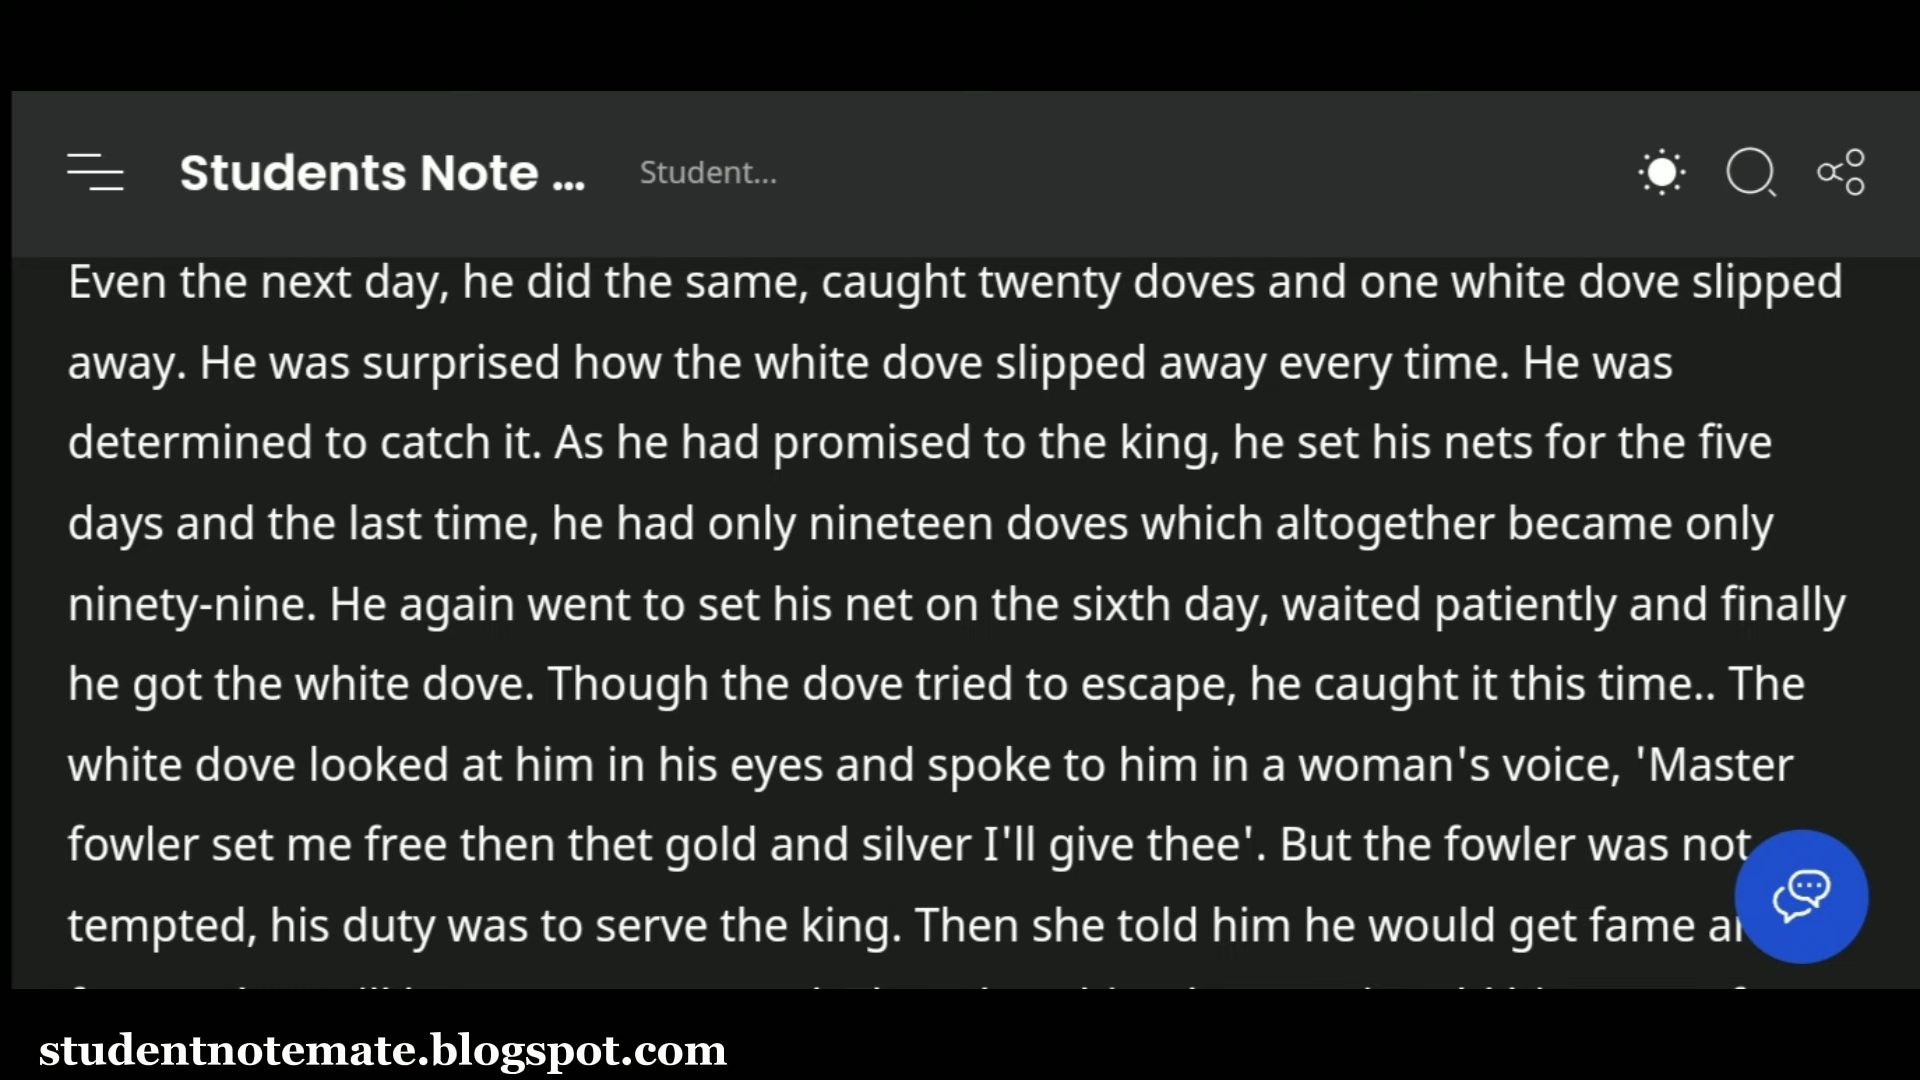 Students Note ...
Student...
Even the next day, he did the same, caught twenty doves and one white dove slipped
away. He was surprised how the white dove slipped away every time. He was
determined to catch it. As he had promised to the king, he set his nets for the five
days and the last time, he had only nineteen doves which altogether became only
ninety-nine. He again went to set his net on the sixth day, waited patiently and finally
he got the white dove. Though the dove tried to escape, he caught it this time.. The
white dove looked at him in his eyes and spoke to him in a woman's voice, 'Master
fowler set me free then thet gold and silver I'll give thee'. But the fowler was not
tempted, his duty was to serve the king. Then she told him he would get fame
studentnotemate.blogspot.com